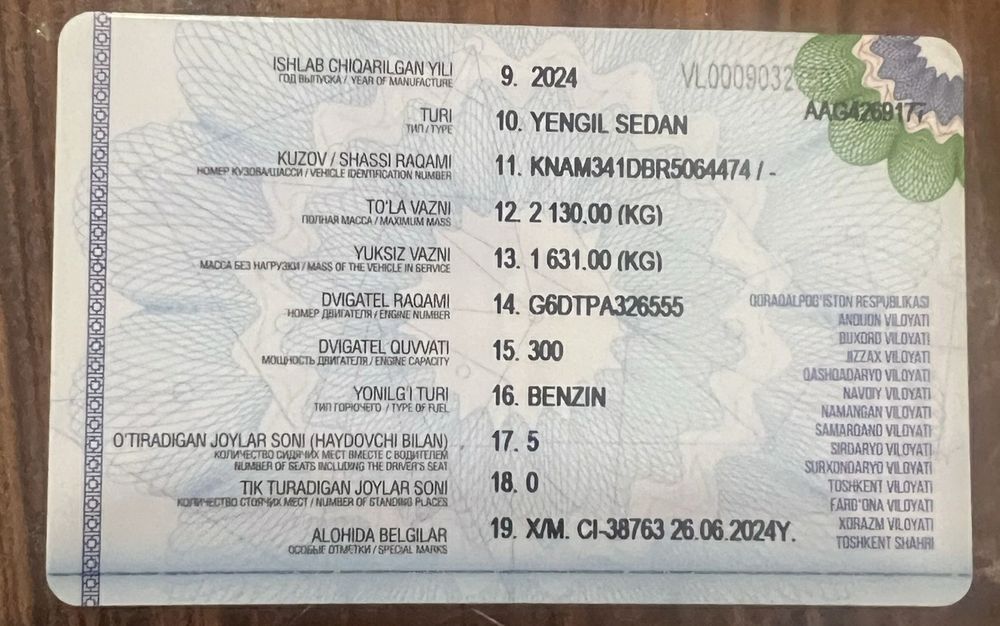 VL0009032
AAG4269177
ISHLAB CHIQARILGAN YILI
ГОД ВЫПУСКА / YEAR OF MANUFACTURE
9. 2024
TURI
ТИП / TYPE
10. YENGIL SEDAN
KUZOV / SHASSI RAQAMI
НОМЕР КУЗОВА/ШАССИ / VEHICLE IDENTIFICATION NUMBER
11. KNAM341DBR5064474 / -
TO'LA VAZNI
ПОЛНАЯ МАССА / MAXIMUM MASS
12. 2 130.00 (KG)
YUKSIZ VAZNI
МАССА БЕЗ НАГРУЗКИ / MASS OF THE VEHICLE IN SERVICE
13. 1 631.00 (KG)
DVIGATEL RAQAMI
НОМЕР ДВИГАТЕЛЯ / ENGINE NUMBER
14. G6DTPA326555
DVIGATEL QUVVATI
МОЩНОСТЬ ДВИГАТЕЛЯ / ENGINE CAPACITY
15. 300
YONILG'I TURI
ТИП ГОРЮЧЕГО / TYPE OF FUEL
16. BENZIN
O'TIRADIGAN JOYLAR SONI (HAYDOVCHI BILAN)
КОЛИЧЕСТВО СИДЯЧИХ МЕСТ ВМЕСТЕ С ВОДИТЕЛЕМ
NUMBER OF SEATS INCLUDING THE DRIVER'S SEAT
17. 5
TIK TURADIGAN JOYLAR SONI
КОЛИЧЕСТВО СТОЯЧИХ МЕСТ / NUMBER OF STANDING PLACES
18. 0
ALOHIDA BELGILAR
ОСОБЫЕ ОТМЕТКИ / SPECIAL MARKS
19. X/M. CI-38763 26.06.2024Y.
QORAQALPOG'ISTON RESPUBLIKASI
ANDIJON VILOYATI
BUXORO VILOYATI
JIZZAX VILOYATI
QASHQADARYO VILOYATI
NAVOIY VILOYATI
NAMANGAN VILOYATI
SAMARQAND VILOYATI
SIRDARYO VILOYATI
SURXONDARYO VILOYATI
TOSHKENT VILOYATI
FARG'ONA VILOYATI
XORAZM VILOYATI
TOSHKENT SHAHRI